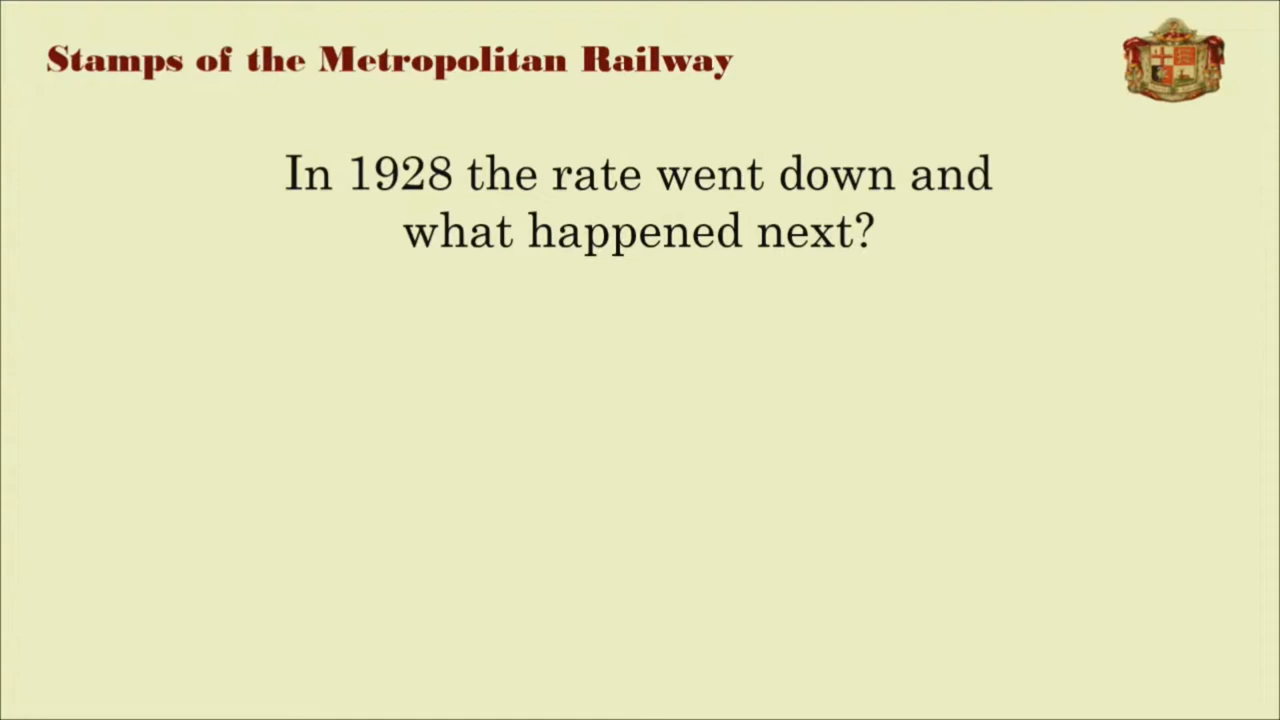 Stamps of the Metropolitan Railway
In 1928 the rate went down and
what happened next?